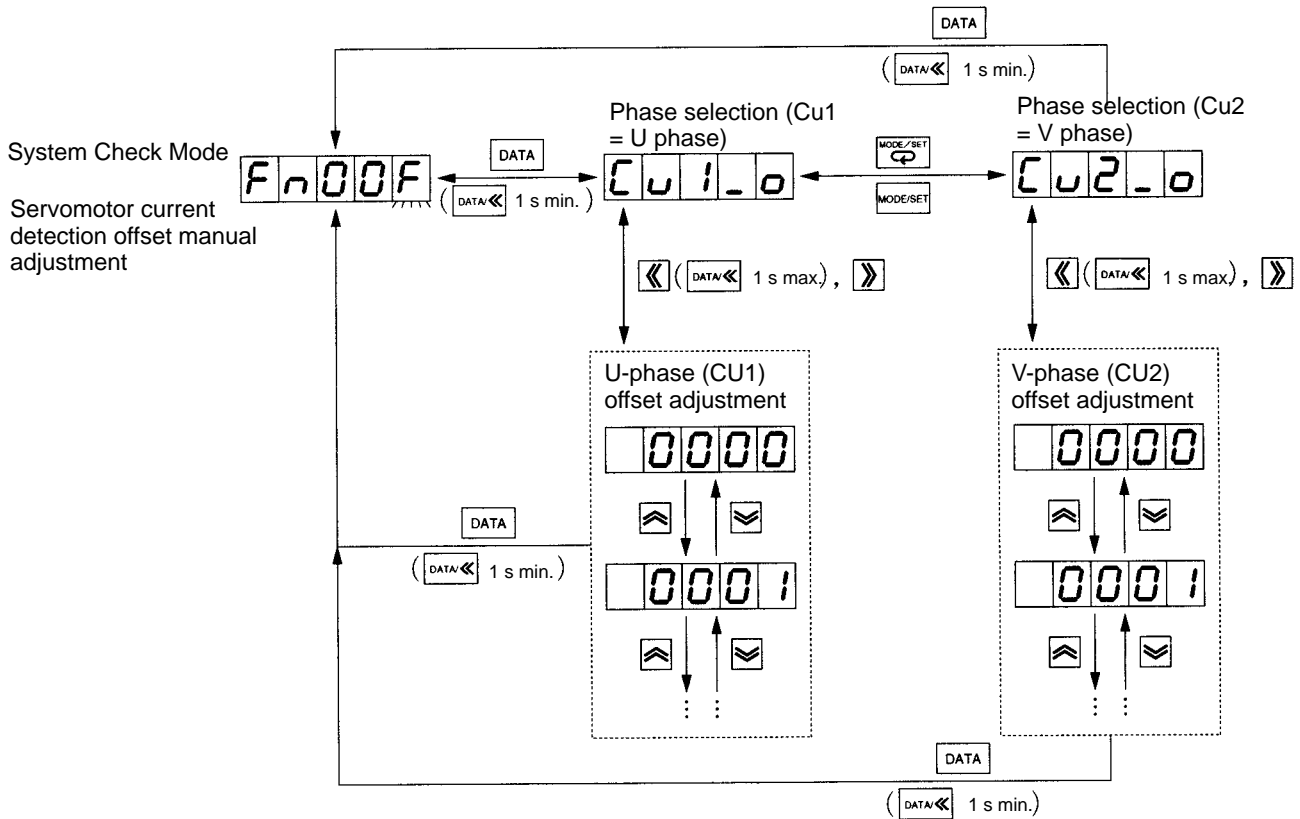 DATA
( DATA/≪ 1 s min.)
Phase selection (Cu1
= U phase)
Phase selection (Cu2
= V phase)
System Check Mode
Fn00F
DATA
( DATA/≪ 1 s min. )
Cu1_o
MODE/SET
MODE/SET
Cu2_o
Servomotor current
detection offset manual
adjustment
≪ ( DATA/≪ 1 s max.) , ≫
≪ ( DATA/≪ 1 s max.) , ≫
U-phase (CU1)
offset adjustment
0000
0001
V-phase (CU2)
offset adjustment
0000
0001
DATA
( DATA/≪ 1 s min. )
DATA
( DATA/≪ 1 s min.)